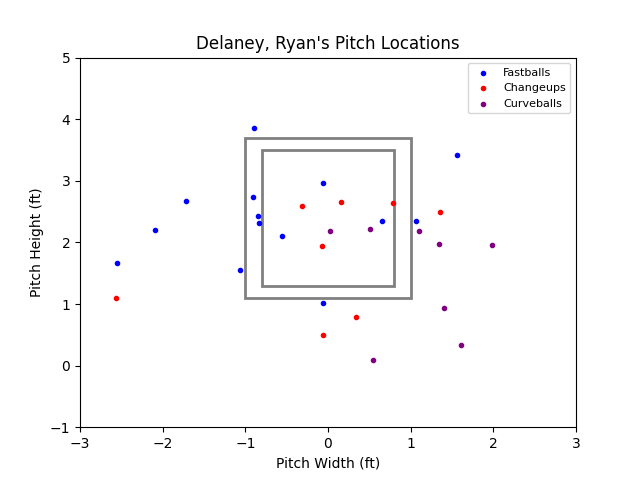 Delaney, Ryan's Pitch Locations
Fastballs
Changeups
Curveballs
5
4
3
2
1
0
−1
Pitch Height (ft)
−3 −2 −1 0 1 2 3
Pitch Width (ft)